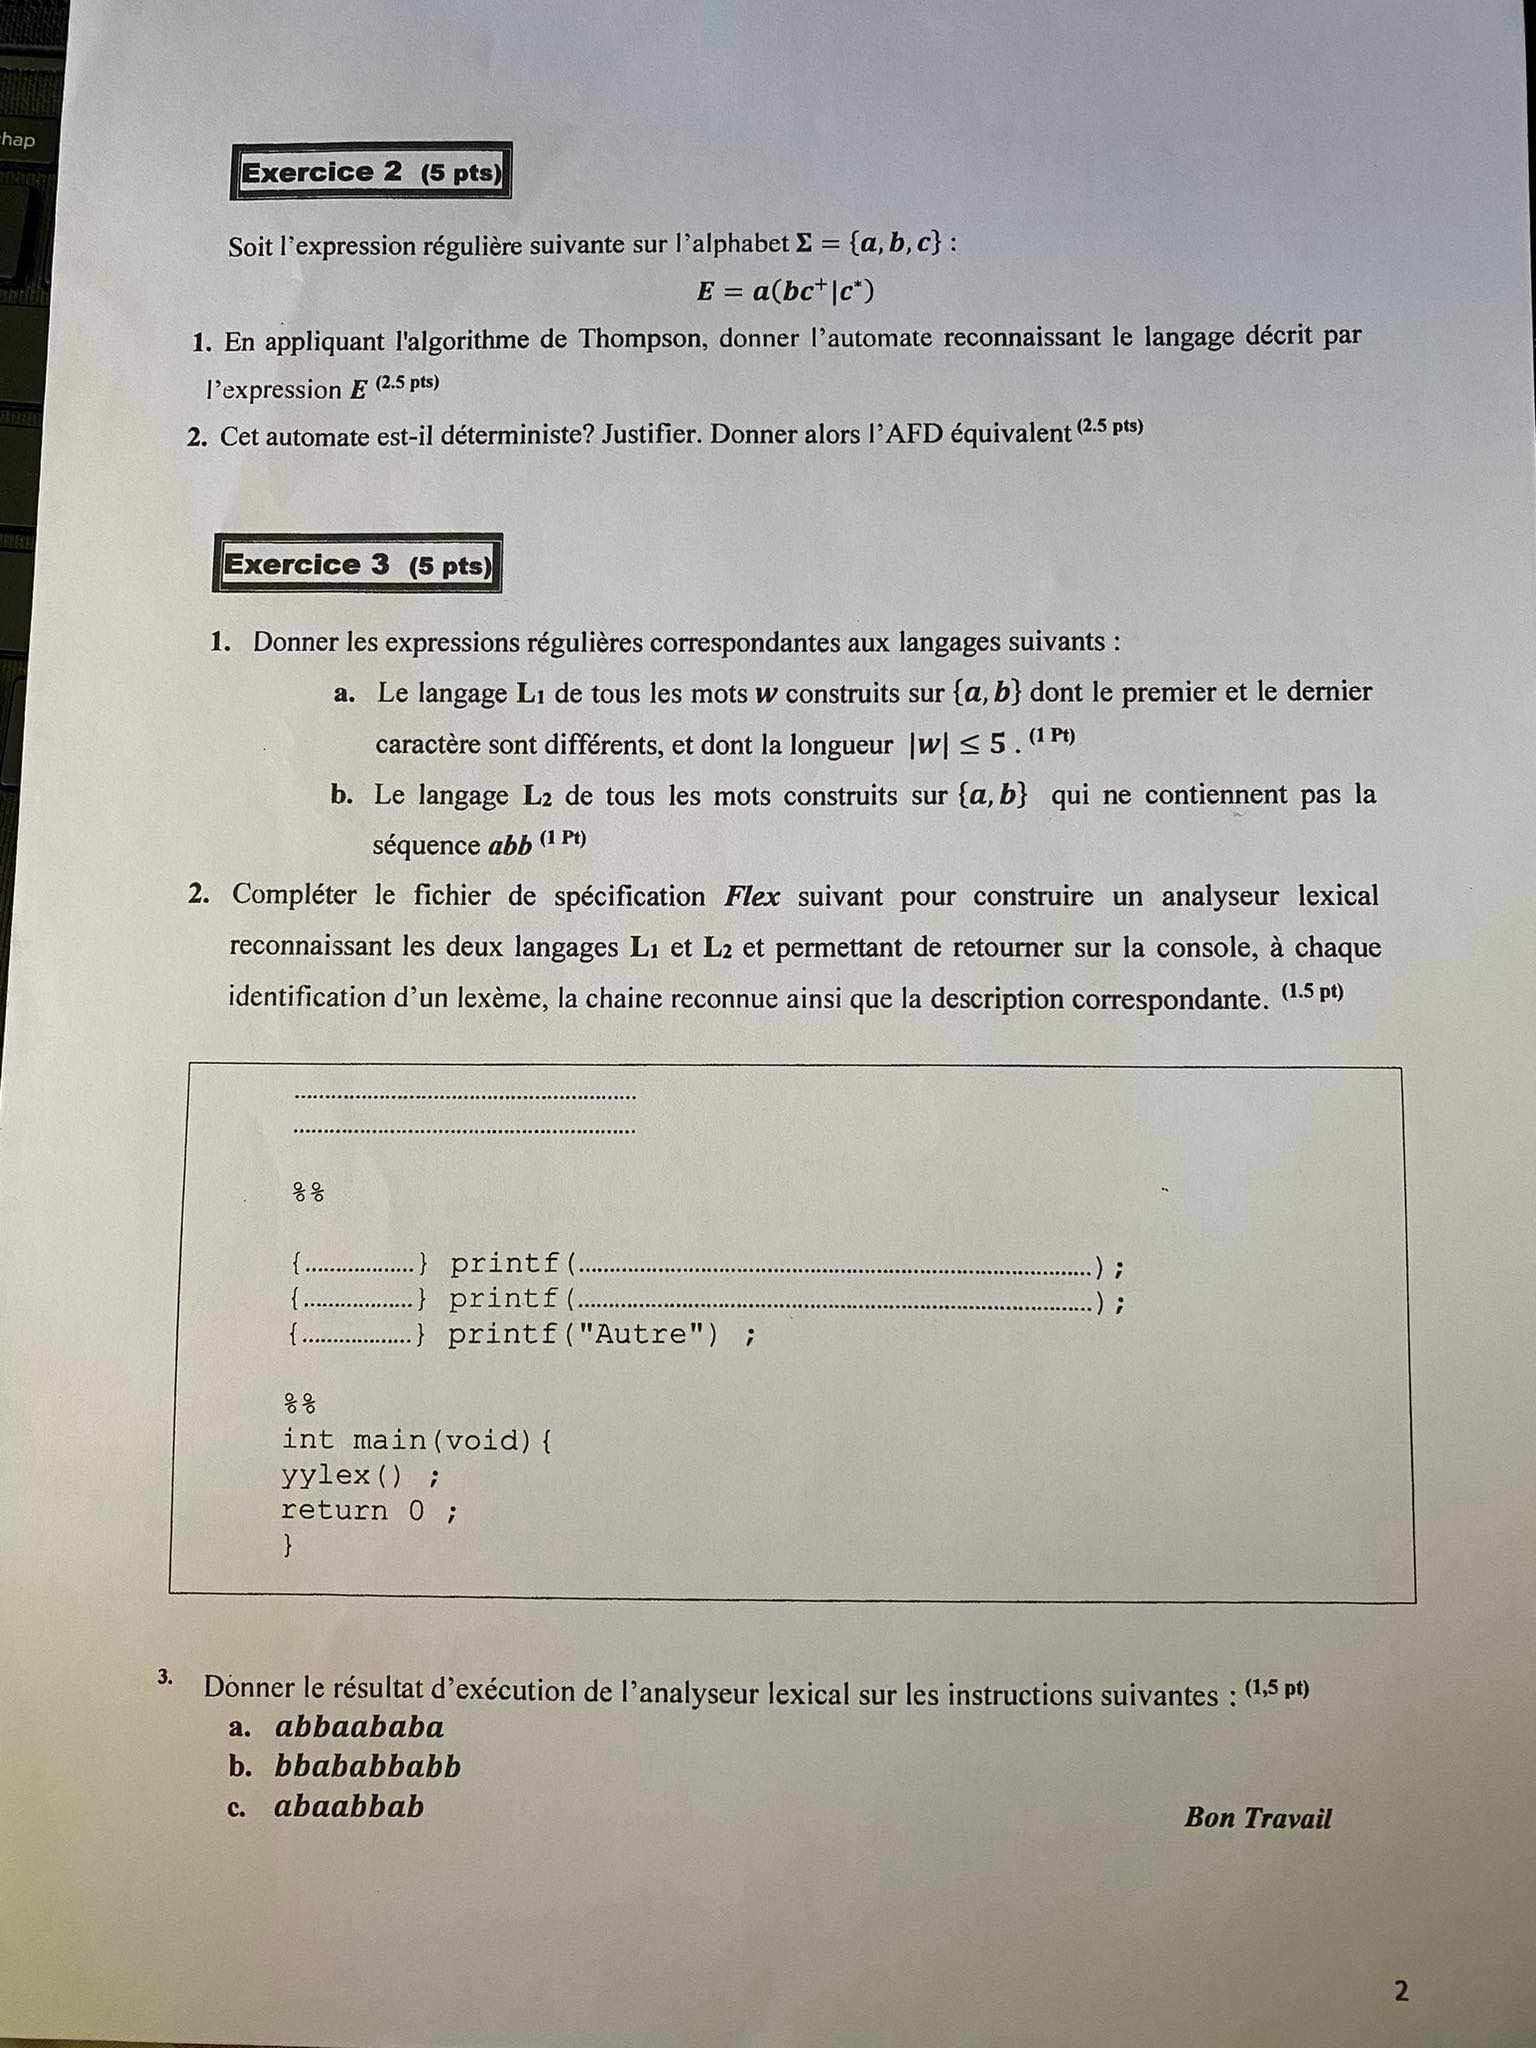 hap
Exercice 2 (5 pts)
Soit l'expression régulière suivante sur l'alphabet Σ = {a, b, c} :
E = a(bc⁺|c*)
1. En appliquant l'algorithme de Thompson, donner l'automate reconnaissant le langage décrit par
l'expression E (2.5 pts)
2. Cet automate est-il déterministe? Justifier. Donner alors l'AFD équivalent (2.5 pts)
Exercice 3 (5 pts)
1. Donner les expressions régulières correspondantes aux langages suivants :
a. Le langage L1 de tous les mots w construits sur {a, b} dont le premier et le dernier
caractère sont différents, et dont la longueur |w| ≤ 5 . (1 Pt)
b. Le langage L2 de tous les mots construits sur {a, b} qui ne contiennent pas la
séquence abb (1 Pt)
2. Compléter le fichier de spécification Flex suivant pour construire un analyseur lexical
reconnaissant les deux langages L1 et L2 et permettant de retourner sur la console, à chaque
identification d'un lexème, la chaine reconnue ainsi que la description correspondante. (1.5 pt)
.........................................................
.........................................................
%%
{..................} printf(.....................................................................................) ;
{..................} printf(.....................................................................................) ;
{..................} printf("Autre") ;
%%
int main(void){
yylex() ;
return 0 ;
}
3. Donner le résultat d'exécution de l'analyseur lexical sur les instructions suivantes : (1,5 pt)
a. abbaababa
b. bbababbabb
c. abaabbab
Bon Travail
2